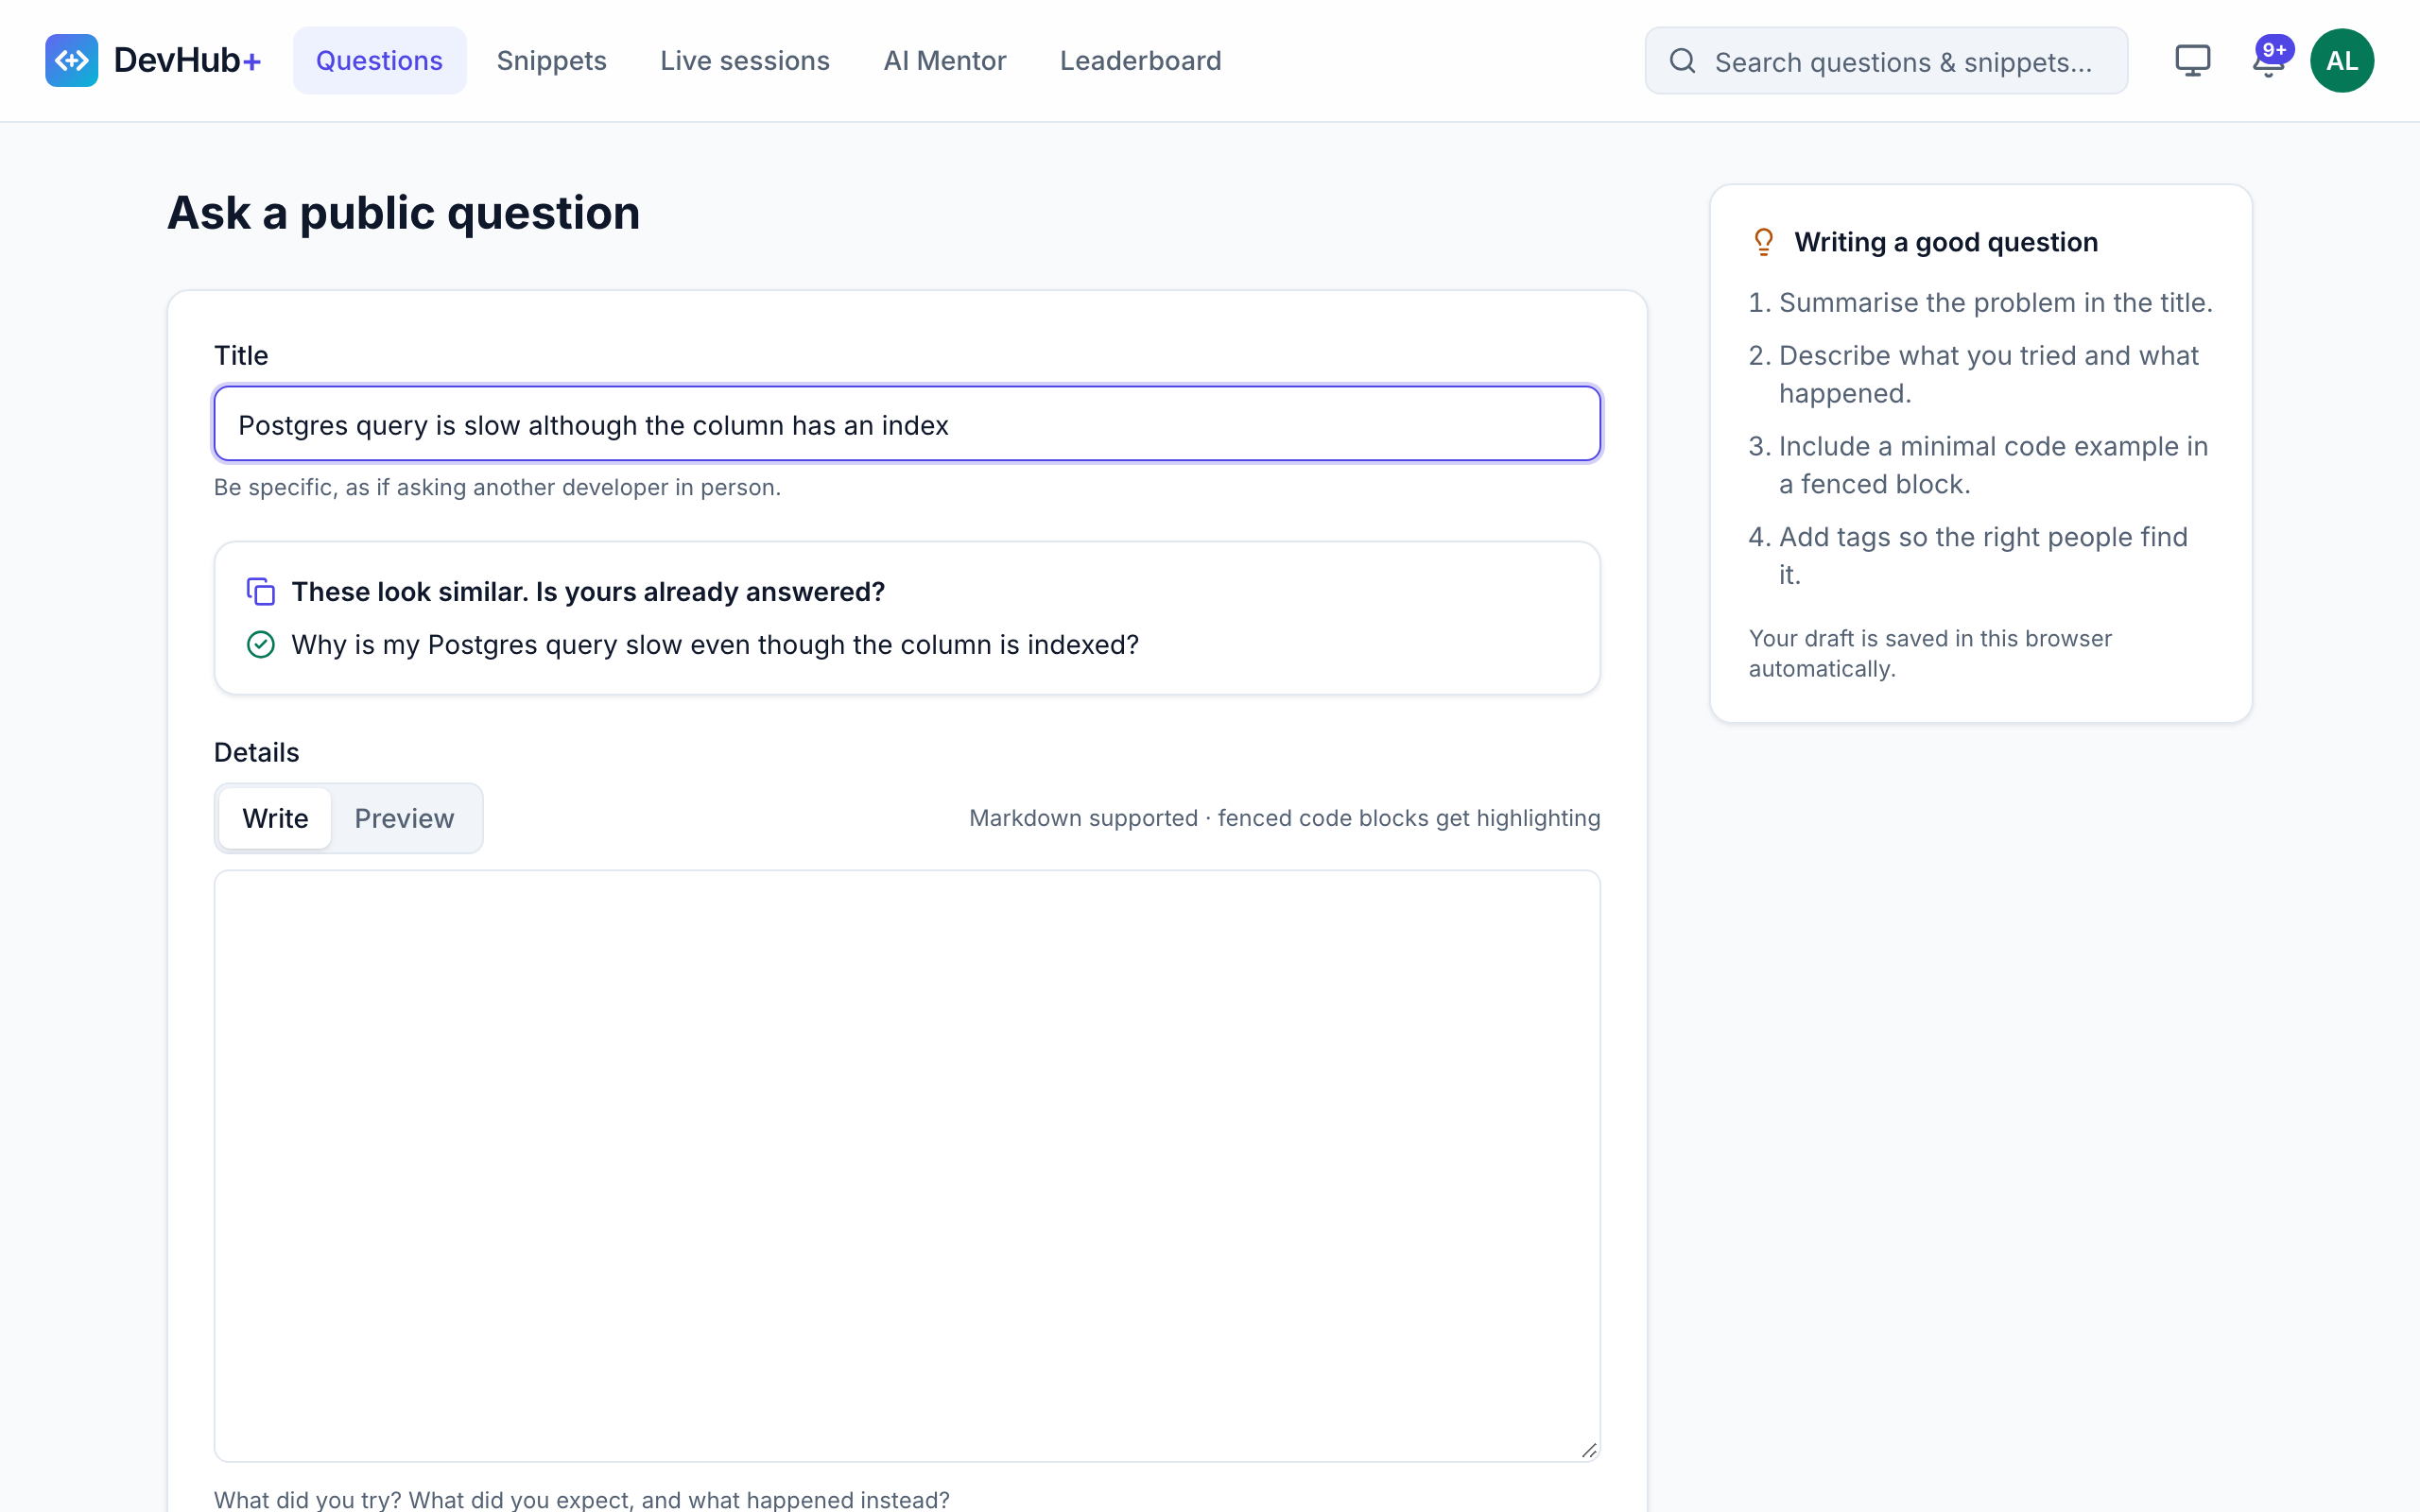 DevHub+
Questions
Snippets
Live sessions
AI Mentor
Leaderboard
Search questions & snippets...
9+
AL
Ask a public question
Title
Postgres query is slow although the column has an index
Be specific, as if asking another developer in person.
These look similar. Is yours already answered?
Why is my Postgres query slow even though the column is indexed?
Details
Write
Preview
Markdown supported · fenced code blocks get highlighting
What did you try? What did you expect, and what happened instead?
Writing a good question
1. Summarise the problem in the title.
2. Describe what you tried and what
happened.
3. Include a minimal code example in
a fenced block.
4. Add tags so the right people find
it.
Your draft is saved in this browser
automatically.